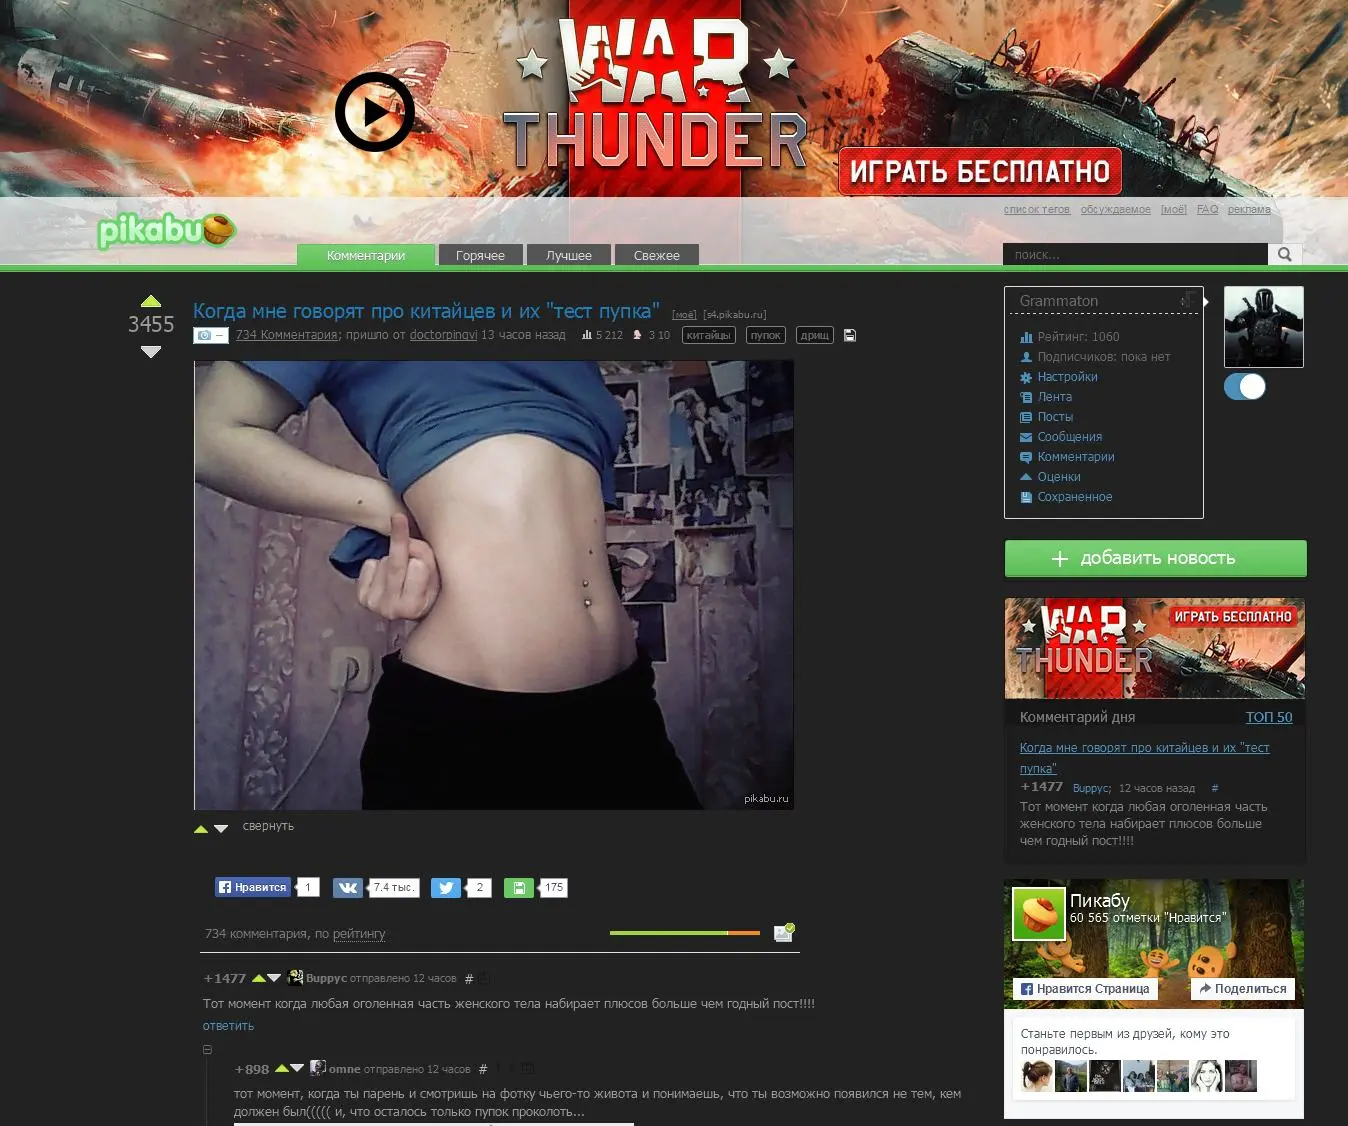 WAR
THUNDER
ИГРАТЬ БЕСПЛАТНО
список тегов обсуждаемое [моё] FAQ реклама
pikabu
Комментарии Горячее Лучшее Свежее
поиск...
3455
Когда мне говорят про китайцев и их "тест пупка" [моё] [s4.pikabu.ru]
– 734 Комментария; пришло от doctorpingvi 13 часов назад 5 212 3 10 китайцы пупок дрищ
pikabu.ru
свернуть
Нравится 1 7.4 тыс. 2 175
734 комментария, по рейтингу
+1477 Виррус отправлено 12 часов #
Тот момент когда любая оголенная часть женского тела набирает плюсов больше чем годный пост!!!!
ответить
+898 omne отправлено 12 часов #
тот момент, когда ты парень и смотришь на фотку чьего-то живота и понимаешь, что ты возможно появился не тем, кем
должен был((((( и, что осталось только пупок проколоть...
Grammaton
Рейтинг: 1060
Подписчиков: пока нет
Настройки
Лента
Посты
Сообщения
Комментарии
Оценки
Сохраненное
+ добавить новость
WAR
THUNDER
ИГРАТЬ БЕСПЛАТНО
Комментарий дня ТОП 50
Когда мне говорят про китайцев и их "тест
пупка"
+1477 Виррус; 12 часов назад #
Тот момент когда любая оголенная часть
женского тела набирает плюсов больше
чем годный пост!!!!
Пикабу
60 565 отметки "Нравится"
Нравится Страница Поделиться
Станьте первым из друзей, кому это
понравилось.